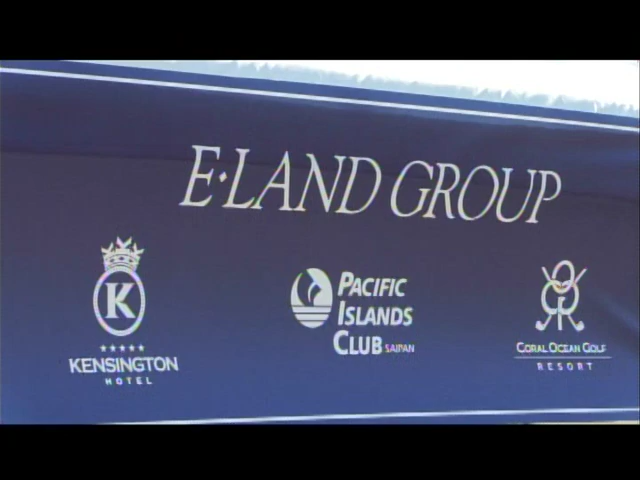 E·LAND GROUP
K
KENSINGTON
HOTEL
PACIFIC
ISLANDS
CLUB SAIPAN
CORAL OCEAN GOLF
RESORT